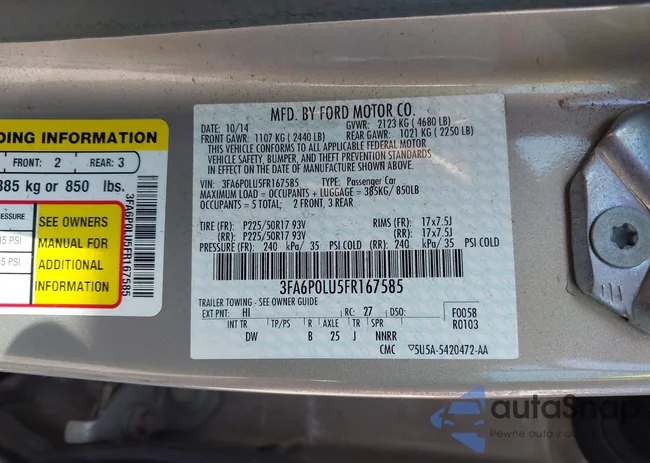 DING INFORMATION
FRONT: 2 REAR: 3
385 kg or 850 lbs.
PRESSURE
5 PSI
5 PSI
SEE OWNERS
MANUAL FOR
ADDITIONAL
INFORMATION
3FA6P0LU5FR167585
MFD. BY FORD MOTOR CO.
DATE: 10/14 GVWR: 2123 KG ( 4680 LB)
FRONT GAWR: 1107 KG ( 2440 LB) REAR GAWR: 1021 KG ( 2250 LB)
THIS VEHICLE CONFORMS TO ALL APPLICABLE FEDERAL MOTOR
VEHICLE SAFETY, BUMPER, AND THEFT PREVENTION STANDARDS
IN EFFECT ON THE DATE OF MANUFACTURE SHOWN ABOVE.
VIN: 3FA6P0LU5FR167585 TYPE: Passenger Car
MAXIMUM LOAD = OCCUPANTS + LUGGAGE = 385KG / 850LB
OCCUPANTS = 5 TOTAL; 2 FRONT, 3 REAR
TIRE (FR): P225/50R17 93V RIMS (FR): 17x7.5J
(RR): P225/50R17 93V (RR): 17x7.5J
PRESSURE (FR): 240 kPa/ 35 PSI COLD (RR): 240 kPa/ 35 PSI COLD
3FA6P0LU5FR167585
TRAILER TOWING - SEE OWNER GUIDE
EXT PNT: HI RC: 27 DSO: F0058
INT TR TP/PS R AXLE TR SPR R0103
DW B 25 J NNRR
CMC 5U5A-5420472-AA
autaSnap
Pewne auto z